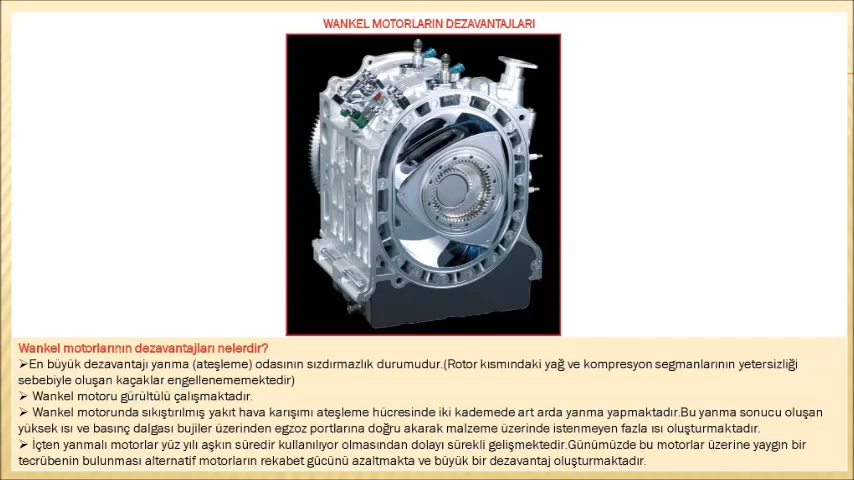 WANKEL MOTORLARIN DEZAVANTAJLARI
Wankel motorlarının dezavantajları nelerdir?
➢En büyük dezavantajı yanma (ateşleme) odasının sızdırmazlık durumudur.(Rotor kısmındaki yağ ve kompresyon segmanlarının yetersizliği
sebebiyle oluşan kaçaklar engellenememektedir)
➢ Wankel motoru gürültülü çalışmaktadır.
➢ Wankel motorunda sıkıştırılmış yakıt hava karışımı ateşleme hücresinde iki kademede art arda yanma yapmaktadır.Bu yanma sonucu oluşan
yüksek ısı ve basınç dalgası bujiler üzerinden egzoz portlarına doğru akarak malzeme üzerinde istenmeyen fazla ısı oluşturmaktadır.
➢ İçten yanmalı motorlar yüz yılı aşkın süredir kullanılıyor olmasından dolayı sürekli gelişmektedir.Günümüzde bu motorlar üzerine yaygın bir
tecrübenin bulunması alternatif motorların rekabet gücünü azaltmakta ve büyük bir dezavantaj oluşturmaktadır.